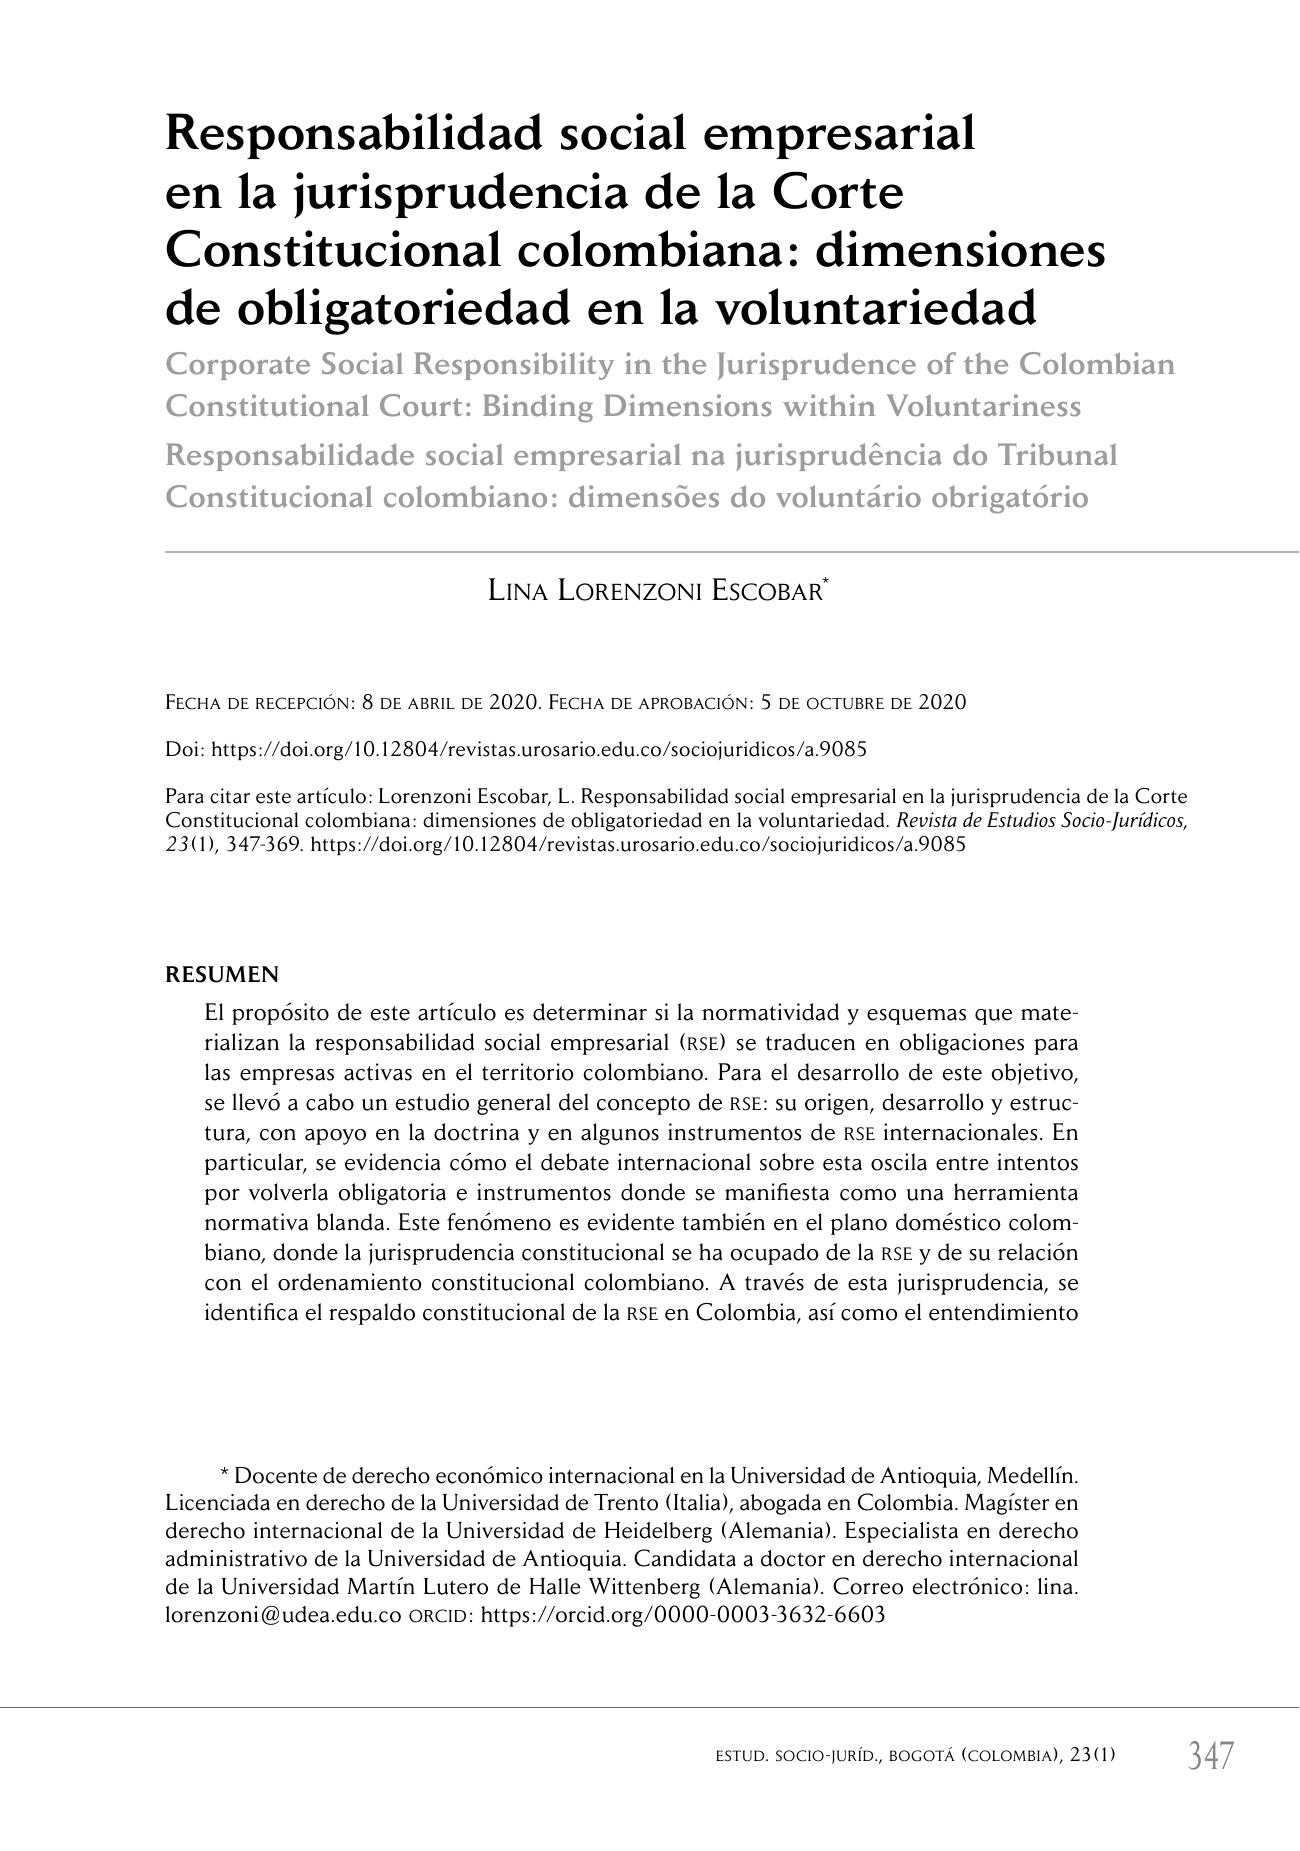 Responsabilidad social empresarial
en la jurisprudencia de la Corte
Constitucional colombiana: dimensiones
de obligatoriedad en la voluntariedad
Corporate Social Responsibility in the Jurisprudence of the Colombian
Constitutional Court: Binding Dimensions within Voluntariness
Responsabilidade social empresarial na jurisprudência do Tribunal
Constitucional colombiano: dimensões do voluntário obrigatório
Lina Lorenzoni Escobar*
Fecha de recepción: 8 de abril de 2020. Fecha de aprobación: 5 de octubre de 2020
Doi: https://doi.org/10.12804/revistas.urosario.edu.co/sociojuridicos/a.9085
Para citar este artículo: Lorenzoni Escobar, L. Responsabilidad social empresarial en la jurisprudencia de la Corte
Constitucional colombiana: dimensiones de obligatoriedad en la voluntariedad. Revista de Estudios Socio-Jurídicos,
23(1), 347-369. https://doi.org/10.12804/revistas.urosario.edu.co/sociojuridicos/a.9085
RESUMEN
El propósito de este artículo es determinar si la normatividad y esquemas que mate-
rializan la responsabilidad social empresarial (RSE) se traducen en obligaciones para
las empresas activas en el territorio colombiano. Para el desarrollo de este objetivo,
se llevó a cabo un estudio general del concepto de RSE: su origen, desarrollo y estruc-
tura, con apoyo en la doctrina y en algunos instrumentos de RSE internacionales. En
particular, se evidencia cómo el debate internacional sobre esta oscila entre intentos
por volverla obligatoria e instrumentos donde se manifiesta como una herramienta
normativa blanda. Este fenómeno es evidente también en el plano doméstico colom-
biano, donde la jurisprudencia constitucional se ha ocupado de la RSE y de su relación
con el ordenamiento constitucional colombiano. A través de esta jurisprudencia, se
identifica el respaldo constitucional de la RSE en Colombia, así como el entendimiento
* Docente de derecho económico internacional en la Universidad de Antioquia, Medellín.
Licenciada en derecho de la Universidad de Trento (Italia), abogada en Colombia. Magíster en
derecho internacional de la Universidad de Heidelberg (Alemania). Especialista en derecho
administrativo de la Universidad de Antioquia. Candidata a doctor en derecho internacional
de la Universidad Martín Lutero de Halle Wittenberg (Alemania). Correo electrónico: lina.
lorenzoni@udea.edu.co ORCID: https://orcid.org/0000-0003-3632-6603
estud. socio-juríd., bogotá (colombia), 23(1) 347